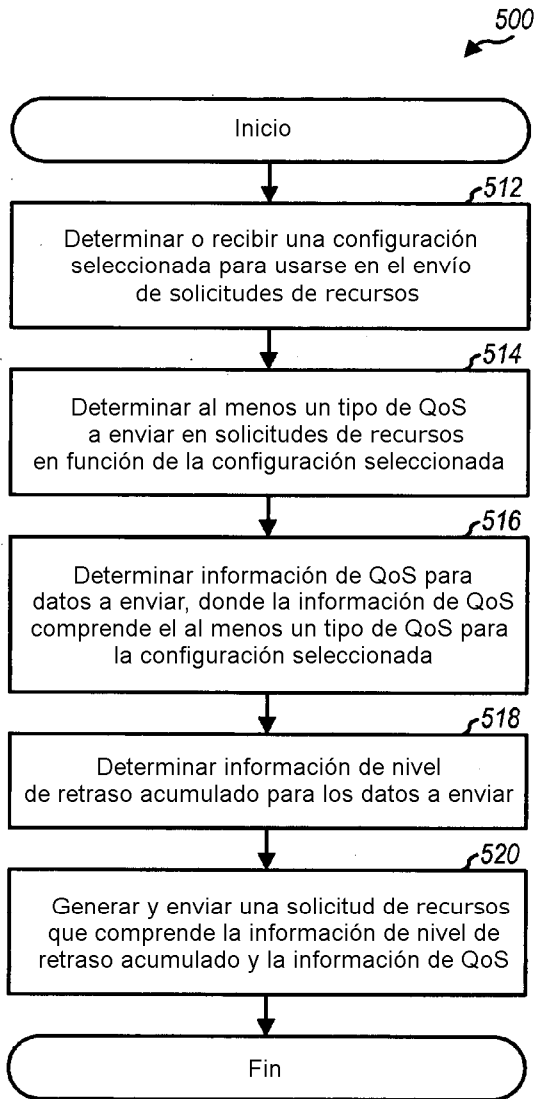 500
Inicio
512
Determinar o recibir una configuración
seleccionada para usarse en el envío
de solicitudes de recursos
514
Determinar al menos un tipo de QoS
a enviar en solicitudes de recursos
en función de la configuración seleccionada
516
Determinar información de QoS para
datos a enviar, donde la información de QoS
comprende el al menos un tipo de QoS para
la configuración seleccionada
518
Determinar información de nivel
de retraso acumulado para los datos a enviar
520
Generar y enviar una solicitud de recursos
que comprende la información de nivel de
retraso acumulado y la información de QoS
Fin